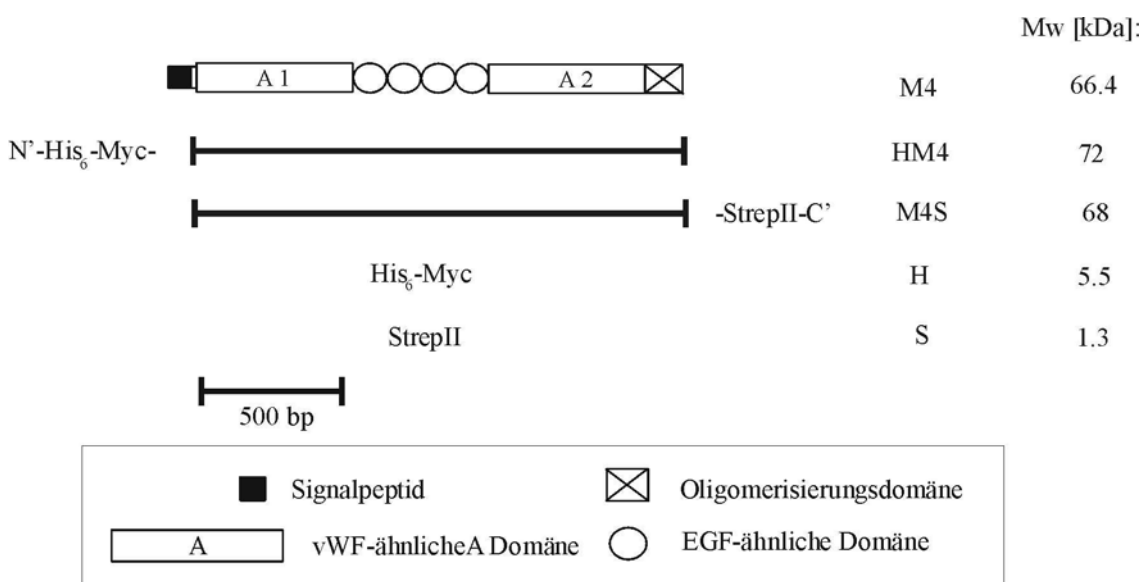 Mw [kDa]:
A 1 A 2 M4 66.4
N’-His6-Myc- HM4 72
-StrepII-C’ M4S 68
His6-Myc H 5.5
StrepII S 1.3
500 bp
Signalpeptid Oligomerisierungsdomäne
A vWF-ähnlicheA Domäne EGF-ähnliche Domäne